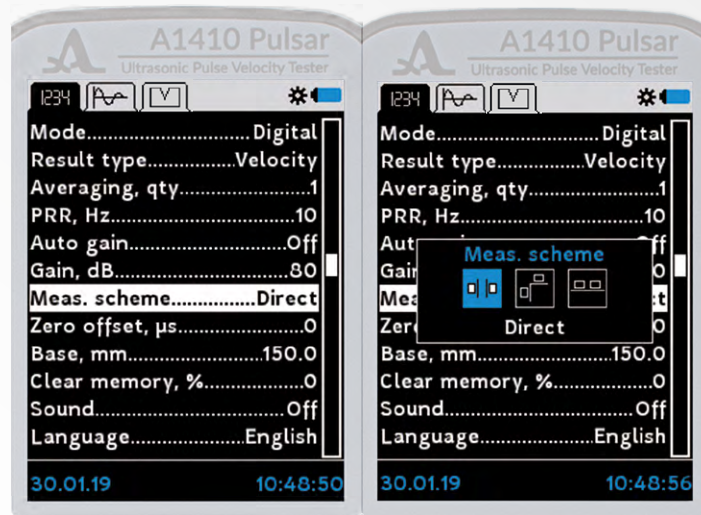 A1410 Pulsar
Ultrasonic Pulse Velocity Tester
1234
Mode..............................Digital
Result type................Velocity
Averaging, qty........................1
PRR, Hz...........................10
Auto gain..........................Off
Gain, dB...........................80
Meas. scheme................Direct
Zero offset, µs......................0
Base, mm.......................150.0
Clear memory, %................0
Sound..............................Off
Language......................English
30.01.19 10:48:50
A1410 Pulsar
Ultrasonic Pulse Velocity Tester
1234
Mode..............................Digital
Result type................Velocity
Averaging, qty........................1
PRR, Hz...........................10
Meas. scheme
Direct
Base, mm.......................150.0
Clear memory, %................0
Sound..............................Off
Language......................English
30.01.19 10:48:56